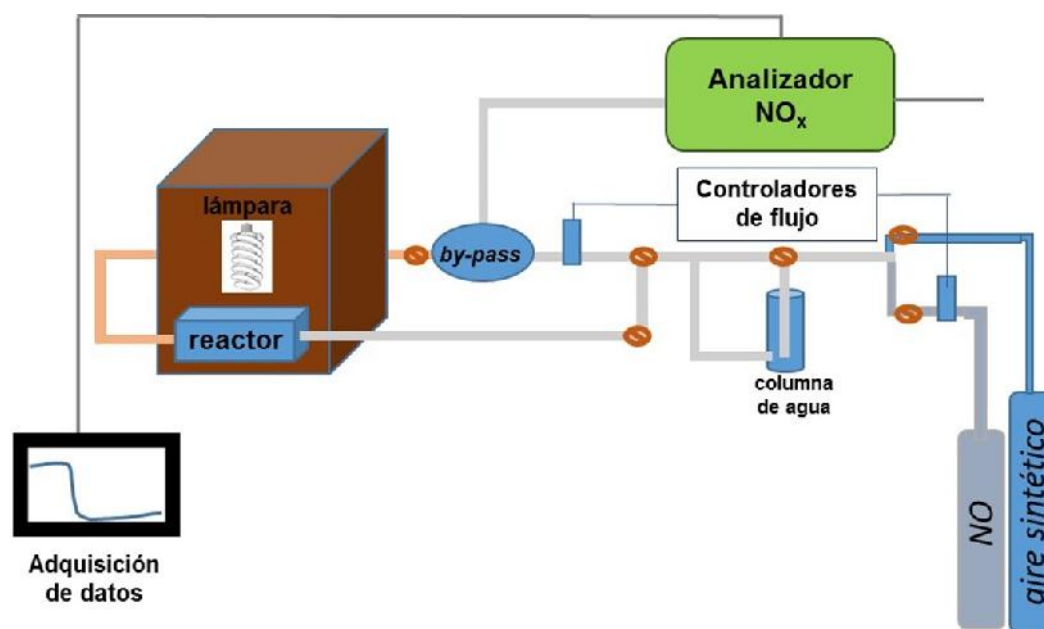 Analizador
NOx
Controladores
de flujo
lámpara
by-pass
reactor
columna
de agua
NO
aire sintético
Adquisición
de datos